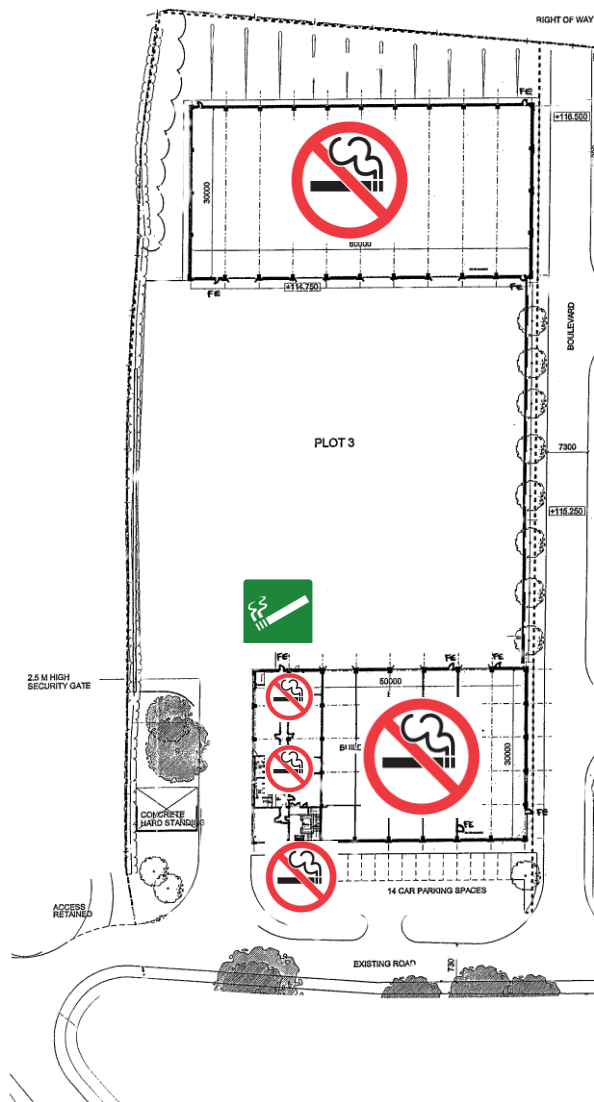 RIGHT OF WAY
FE
+116.500
30000
60000
FE
+114.750
FE
BOULEVARD
PLOT 3
7300
+115.250
2.5 M HIGH
SECURITY GATE
FE
FE
FE
50000
BUILD
30000
CONCRETE
HARD STANDING
FE
FE
14 CAR PARKING SPACES
ACCESS
RETAINED
EXISTING ROAD
730